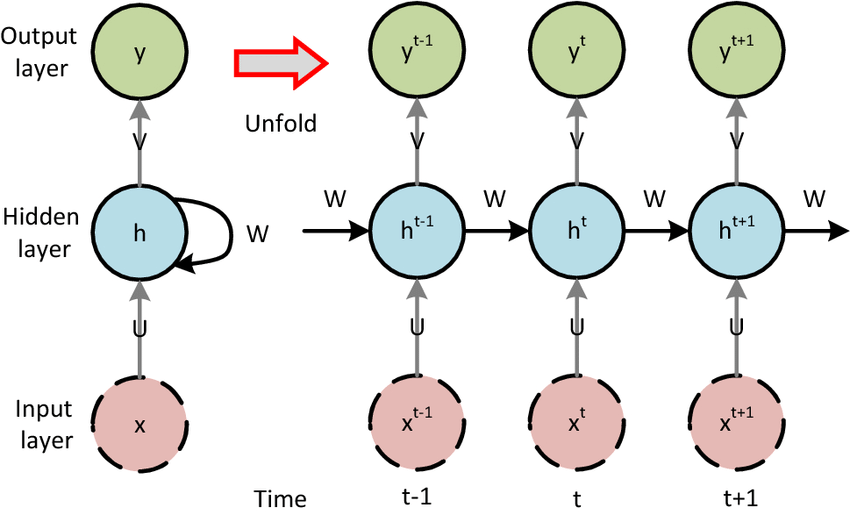 Output
layer
y
y^t-1
y^t
y^t+1
Unfold
V
V
V
V
Hidden
layer
h
W
W
h^t-1
W
h^t
W
h^t+1
W
U
U
U
U
Input
layer
x
x^t-1
x^t
x^t+1
Time
t-1
t
t+1